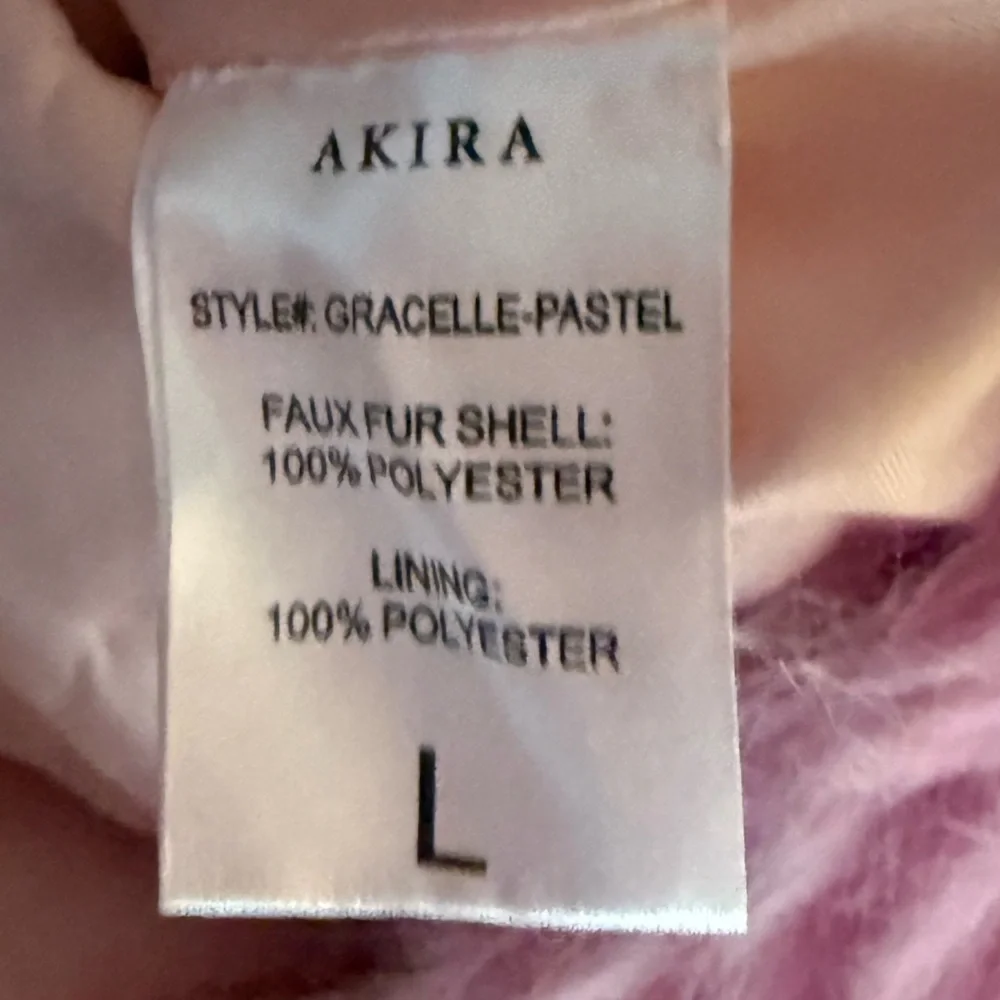 AKIRA
STYLE#: GRACELLE-PASTEL
FAUX FUR SHELL:
100% POLYESTER
LINING:
100% POLYESTER
L